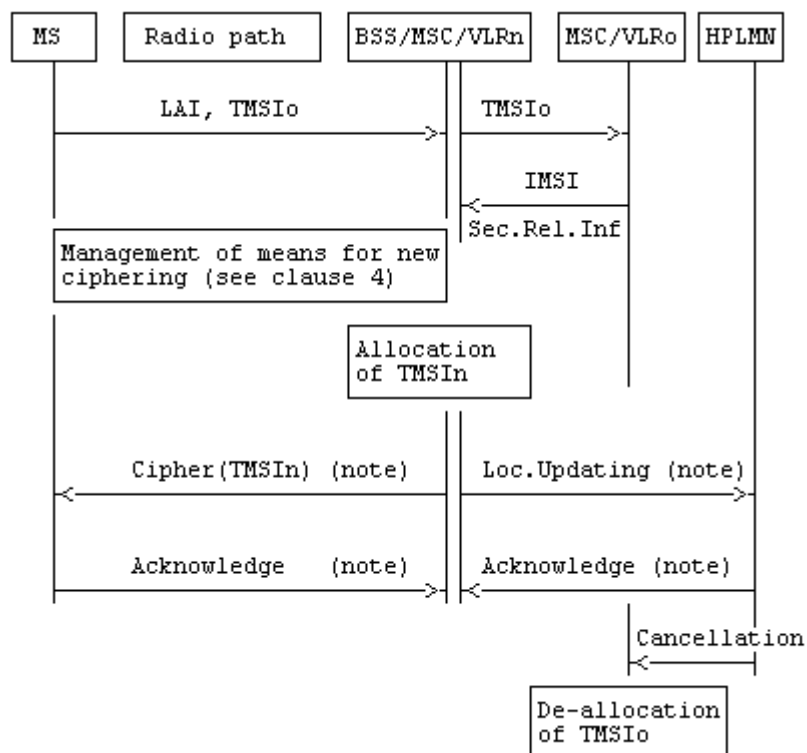 MS
Radio path
BSS/MSC/VLRn
MSC/VLRo
HPLMN
LAI, TMSIo
TMSIo
IMSI
Sec.Rel.Inf
Management of means for new
ciphering (see clause 4)
Allocation
of TMSIn
Cipher(TMSIn) (note)
Loc.Updating (note)
Acknowledge (note)
Acknowledge (note)
Cancellation
De-allocation
of TMSIo